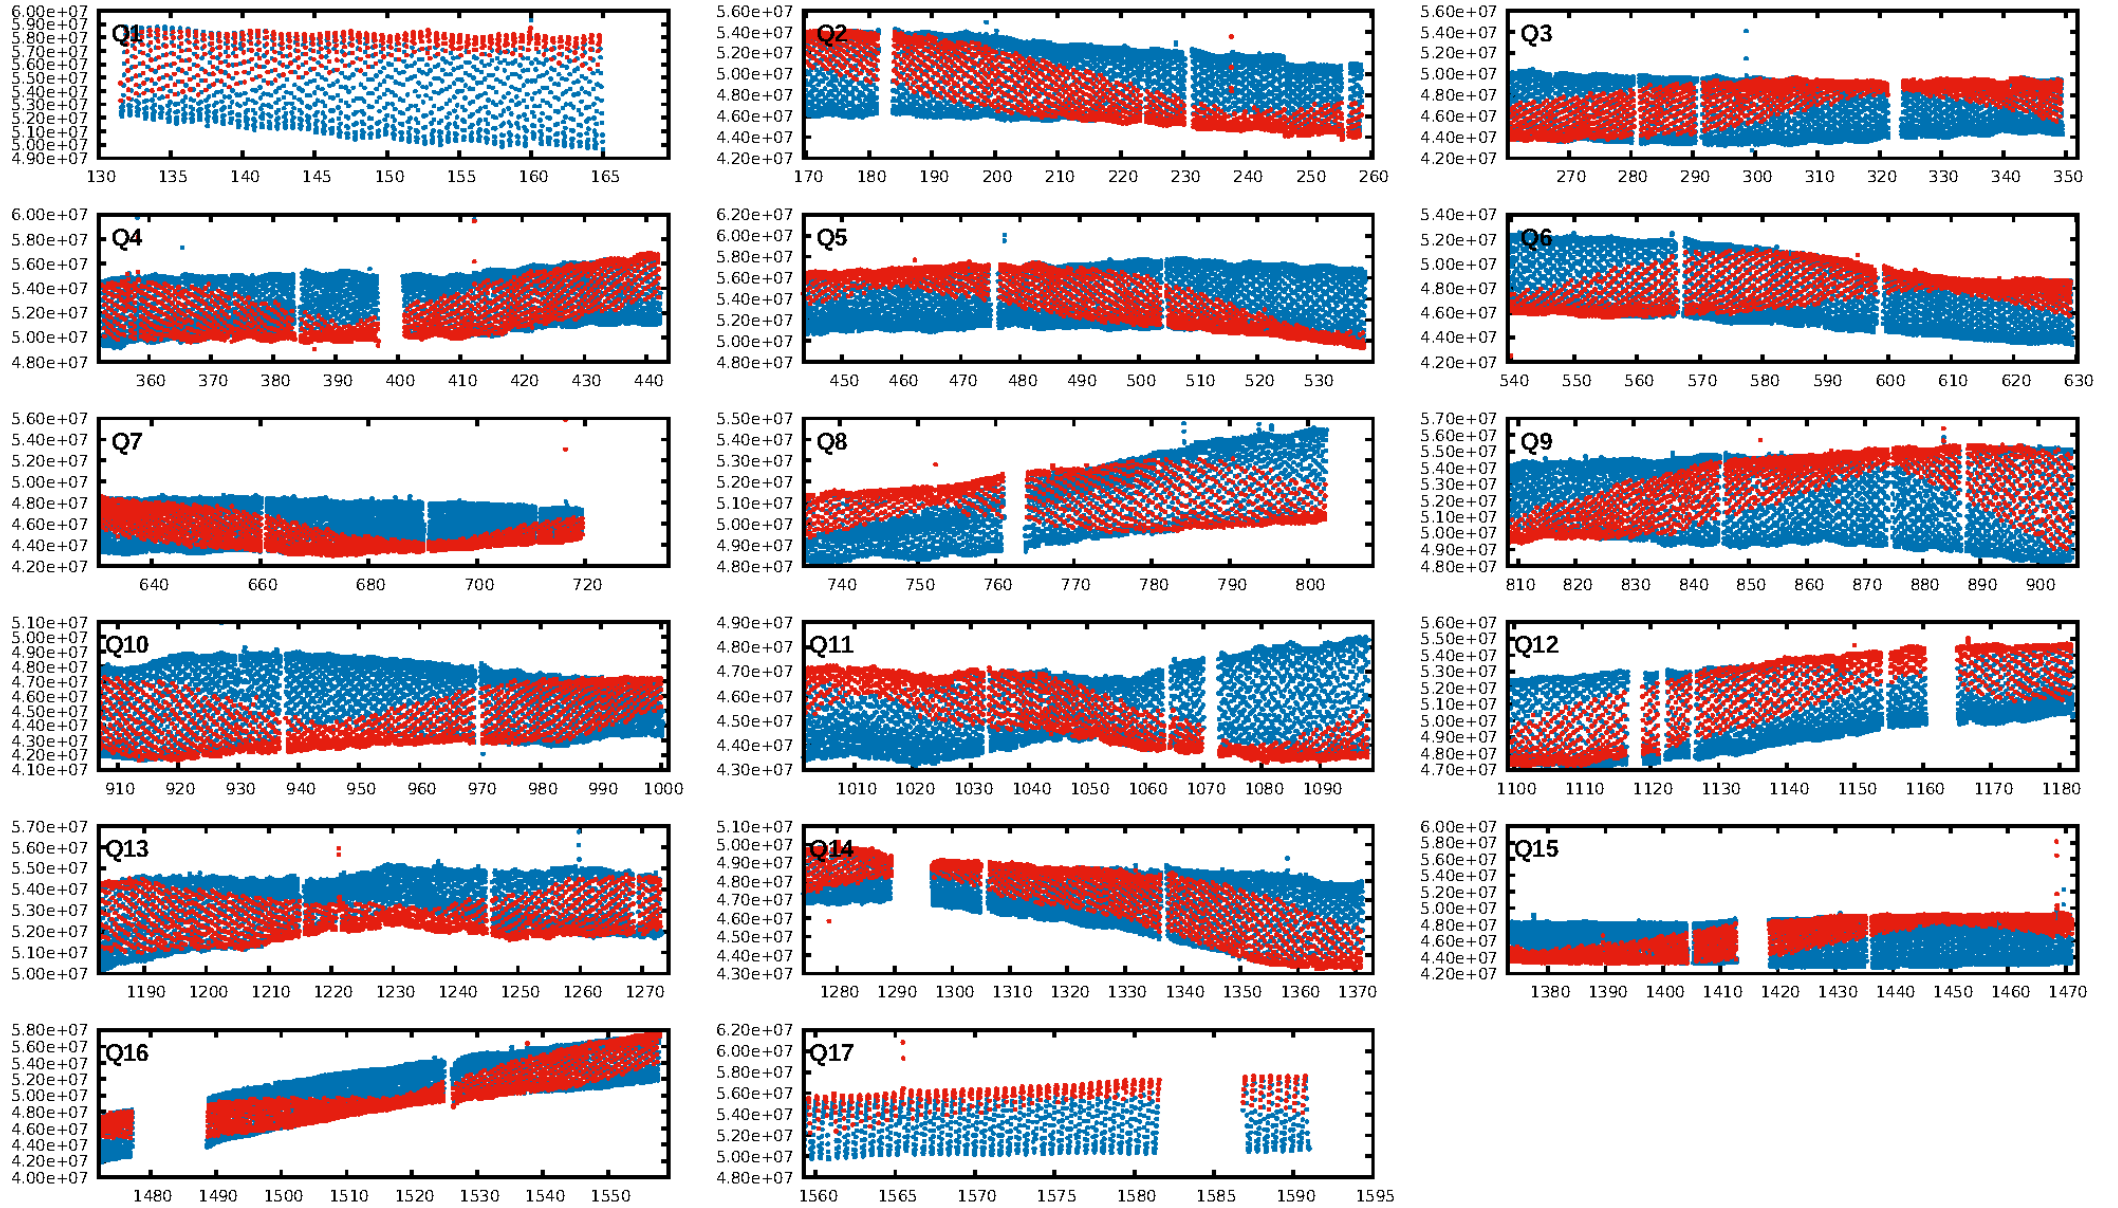 6.00e+07
5.90e+07
5.80e+07
5.70e+07
5.60e+07
5.50e+07
5.40e+07
5.30e+07
5.20e+07
5.10e+07
5.00e+07
4.90e+07
Q1
130 135 140 145 150 155 160 165
5.60e+07
5.40e+07
5.20e+07
5.00e+07
4.80e+07
4.60e+07
4.40e+07
4.20e+07
Q2
170 180 190 200 210 220 230 240 250 260
5.60e+07
5.40e+07
5.20e+07
5.00e+07
4.80e+07
4.60e+07
4.40e+07
4.20e+07
Q3
270 280 290 300 310 320 330 340 350
6.00e+07
5.80e+07
5.60e+07
5.40e+07
5.20e+07
5.00e+07
4.80e+07
Q4
360 370 380 390 400 410 420 430 440
6.20e+07
6.00e+07
5.80e+07
5.60e+07
5.40e+07
5.20e+07
5.00e+07
4.80e+07
Q5
450 460 470 480 490 500 510 520 530
5.40e+07
5.20e+07
5.00e+07
4.80e+07
4.60e+07
4.40e+07
4.20e+07
Q6
540 550 560 570 580 590 600 610 620 630
5.60e+07
5.40e+07
5.20e+07
5.00e+07
4.80e+07
4.60e+07
4.40e+07
4.20e+07
Q7
640 660 680 700 720
5.50e+07
5.40e+07
5.30e+07
5.20e+07
5.10e+07
5.00e+07
4.90e+07
4.80e+07
Q8
740 750 760 770 780 790 800
5.70e+07
5.60e+07
5.50e+07
5.40e+07
5.30e+07
5.20e+07
5.10e+07
5.00e+07
4.90e+07
4.80e+07
Q9
810 820 830 840 850 860 870 880 890 900
5.10e+07
5.00e+07
4.90e+07
4.80e+07
4.70e+07
4.60e+07
4.50e+07
4.40e+07
4.30e+07
4.20e+07
4.10e+07
Q10
910 920 930 940 950 960 970 980 990 1000
4.90e+07
4.80e+07
4.70e+07
4.60e+07
4.50e+07
4.40e+07
4.30e+07
Q11
1010 1020 1030 1040 1050 1060 1070 1080 1090
5.60e+07
5.50e+07
5.40e+07
5.30e+07
5.20e+07
5.10e+07
5.00e+07
4.90e+07
4.80e+07
4.70e+07
Q12
1100 1110 1120 1130 1140 1150 1160 1170 1180
5.70e+07
5.60e+07
5.50e+07
5.40e+07
5.30e+07
5.20e+07
5.10e+07
5.00e+07
Q13
1190 1200 1210 1220 1230 1240 1250 1260 1270
5.10e+07
5.00e+07
4.90e+07
4.80e+07
4.70e+07
4.60e+07
4.50e+07
4.40e+07
4.30e+07
Q14
1280 1290 1300 1310 1320 1330 1340 1350 1360 1370
6.00e+07
5.80e+07
5.60e+07
5.40e+07
5.20e+07
5.00e+07
4.80e+07
4.60e+07
4.40e+07
4.20e+07
Q15
1380 1390 1400 1410 1420 1430 1440 1450 1460 1470
5.80e+07
5.60e+07
5.40e+07
5.20e+07
5.00e+07
4.80e+07
4.60e+07
4.40e+07
4.20e+07
4.00e+07
Q16
1480 1490 1500 1510 1520 1530 1540 1550
6.20e+07
6.00e+07
5.80e+07
5.60e+07
5.40e+07
5.20e+07
5.00e+07
4.80e+07
Q17
1560 1565 1570 1575 1580 1585 1590 1595